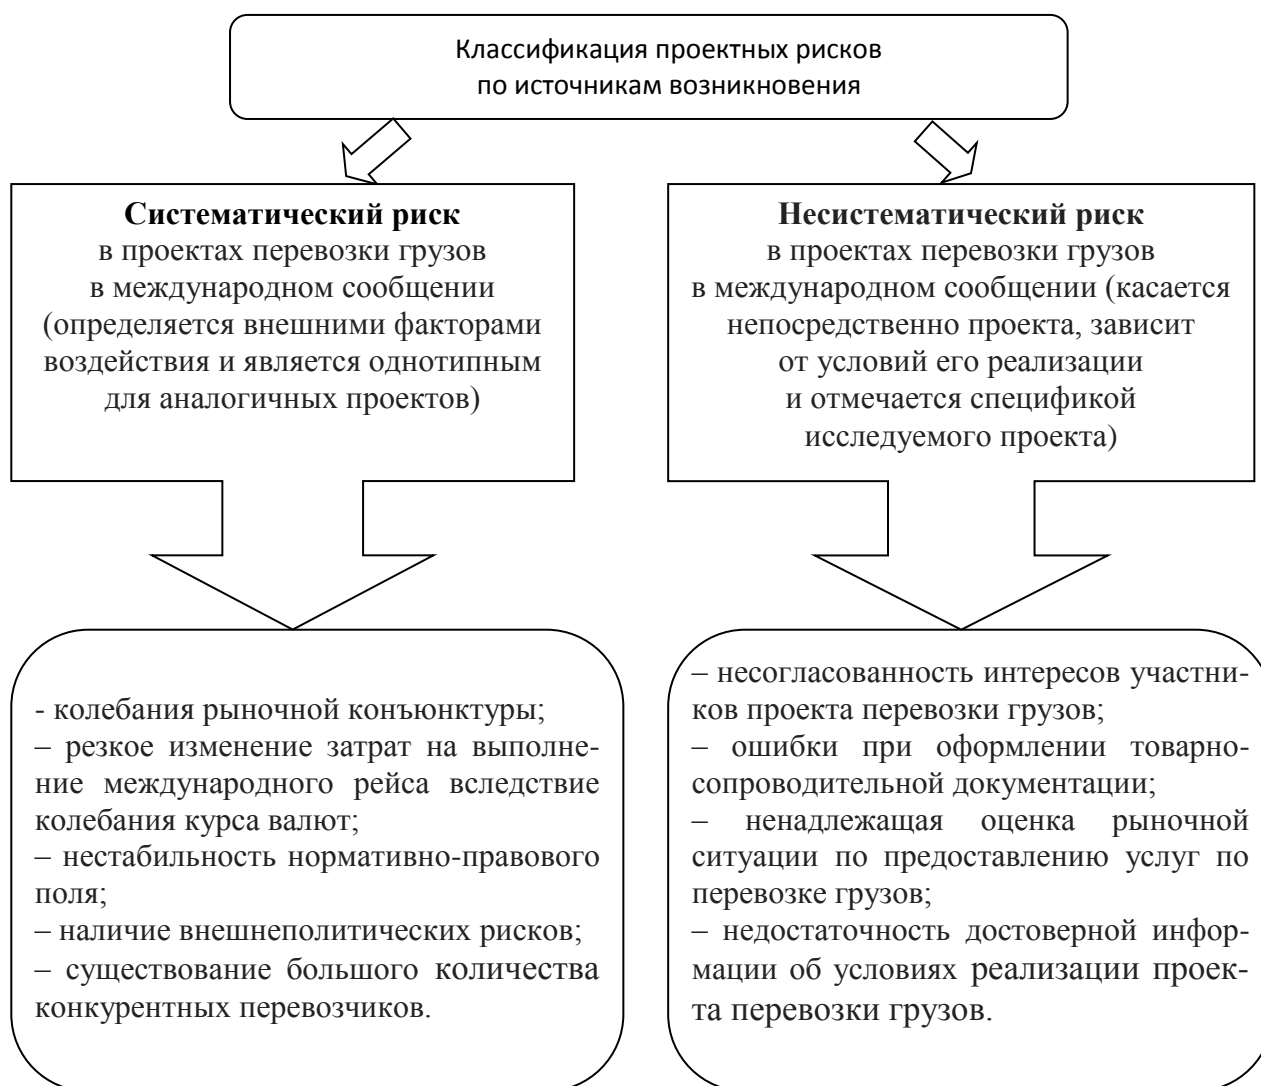 Классификация проектных рисков
по источникам возникновения
Систематический риск
в проектах перевозки грузов
в международном сообщении
(определяется внешними факторами
воздействия и является однотипным
для аналогичных проектов)
Несистематический риск
в проектах перевозки грузов
в международном сообщении (касается
непосредственно проекта, зависит
от условий его реализации
и отмечается спецификой
исследуемого проекта)
- колебания рыночной конъюнктуры;
– резкое изменение затрат на выполне-
ние международного рейса вследствие
колебания курса валют;
– нестабильность нормативно-правового
поля;
– наличие внешнеполитических рисков;
– существование большого количества
конкурентных перевозчиков.
– несогласованность интересов участни-
ков проекта перевозки грузов;
– ошибки при оформлении товарно-
сопроводительной документации;
– ненадлежащая оценка рыночной
ситуации по предоставлению услуг по
перевозке грузов;
– недостаточность достоверной инфор-
мации об условиях реализации проек-
та перевозки грузов.